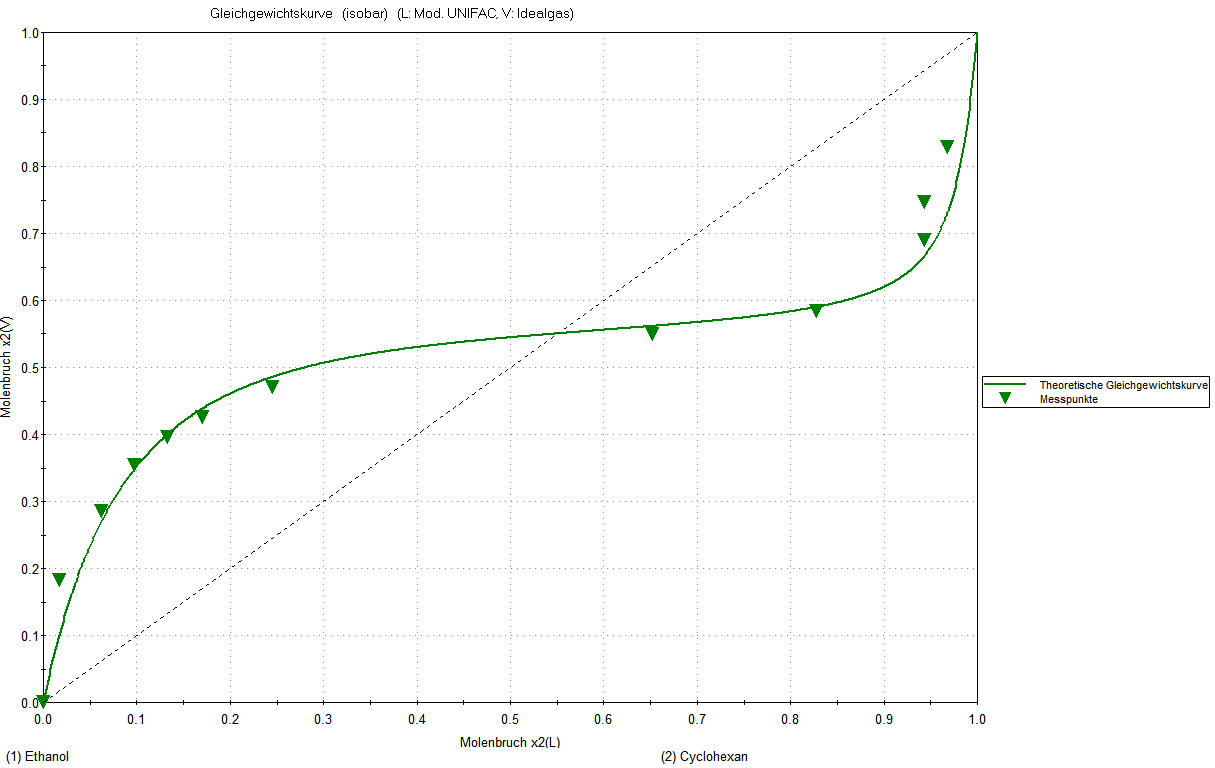 Gleichgewichtskurve (isobar) (L: Mod. UNIFAC, V: Idealgas)
1.0
0.9
0.8
0.7
0.6
0.5
0.4
0.3
0.2
0.1
0.0
Molenbruch x2(V)
0.0 0.1 0.2 0.3 0.4 0.5 0.6 0.7 0.8 0.9 1.0
Molenbruch x2(L)
(1) Ethanol (2) Cyclohexan
Theoretische Gleichgewichtskurve
Messpunkte